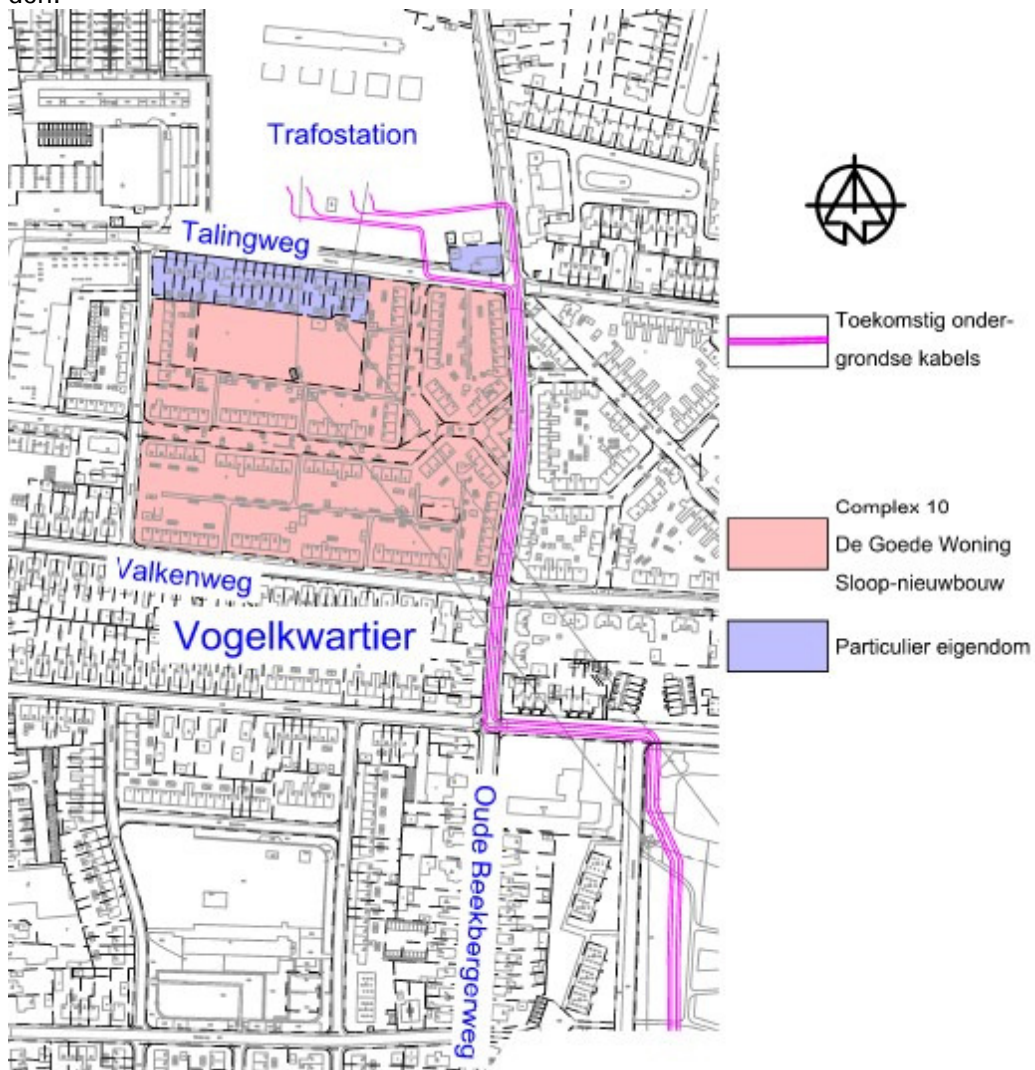 Trafostation
Talingweg
Valkenweg
Vogelkwartier
Oude Beekbergerweg
N
Toekomstig onder-
grondse kabels
Complex 10
De Goede Woning
Sloop-nieuwbouw
Particulier eigendom